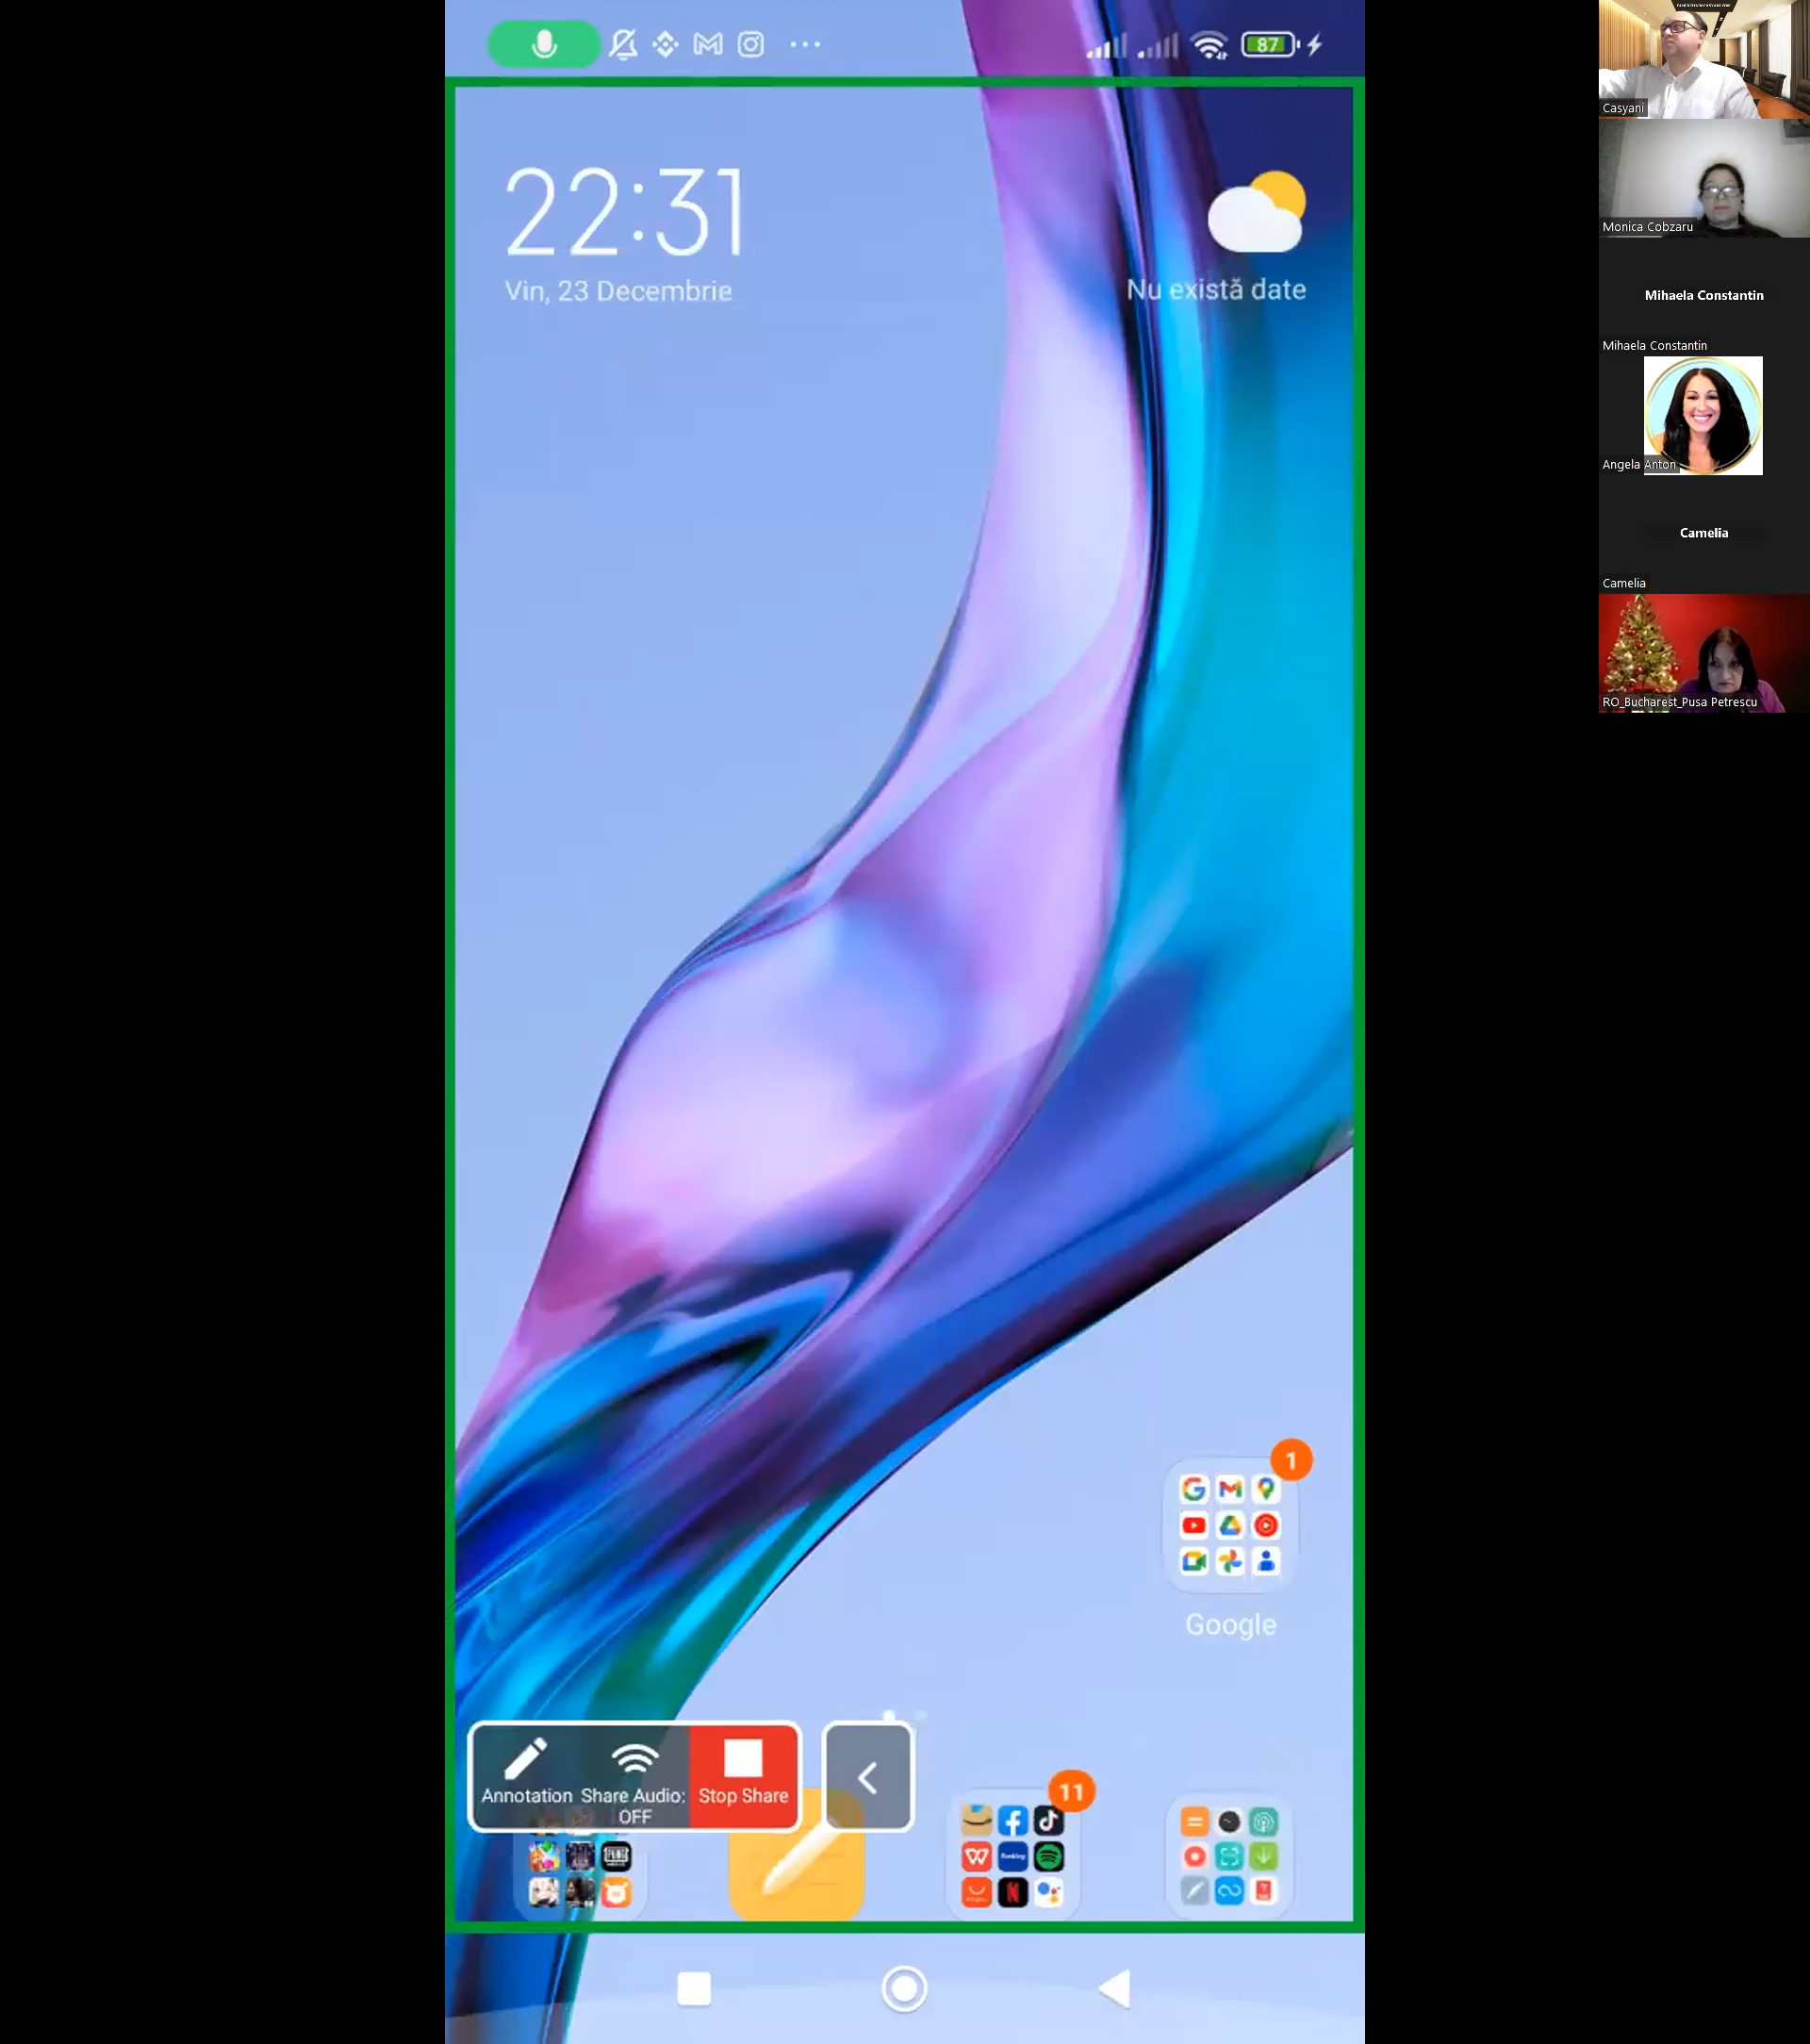 87
22:31
Vin, 23 Decembrie
Nu există date
1
Google
Annotation
Share Audio:
OFF
Stop Share
11
Casyani
Monica Cobzaru
Mihaela Constantin
Mihaela Constantin
Angela Anton
Camelia
Camelia
RO_Bucharest_Pusa Petrescu